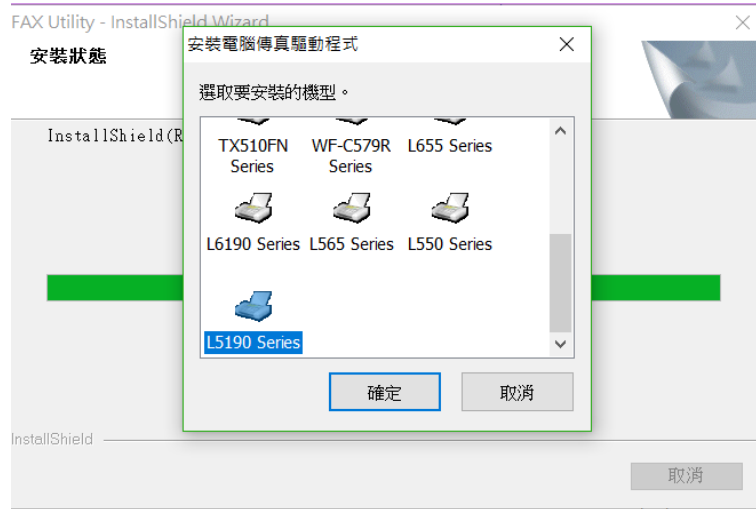 FAX Utility - InstallShield Wizard
安裝電腦傳真驅動程式
安裝狀態
選取要安裝的機型。
InstallShield(R
TX510FN Series
WF-C579R Series
L655 Series
L6190 Series
L565 Series
L550 Series
L5190 Series
確定
取消
InstallShield
取消